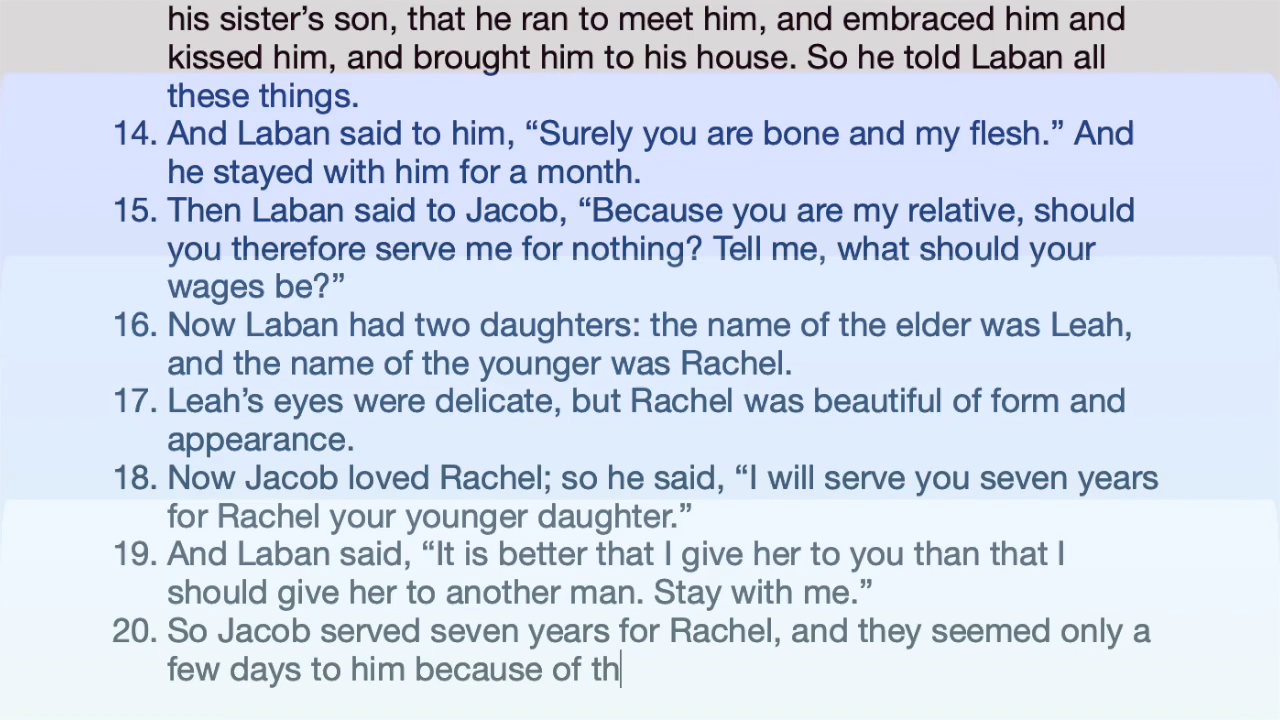 his sister’s son, that he ran to meet him, and embraced him and
kissed him, and brought him to his house. So he told Laban all
these things.
14. And Laban said to him, “Surely you are bone and my flesh.” And
he stayed with him for a month.
15. Then Laban said to Jacob, “Because you are my relative, should
you therefore serve me for nothing? Tell me, what should your
wages be?”
16. Now Laban had two daughters: the name of the elder was Leah,
and the name of the younger was Rachel.
17. Leah’s eyes were delicate, but Rachel was beautiful of form and
appearance.
18. Now Jacob loved Rachel; so he said, “I will serve you seven years
for Rachel your younger daughter.”
19. And Laban said, “It is better that I give her to you than that I
should give her to another man. Stay with me.”
20. So Jacob served seven years for Rachel, and they seemed only a
few days to him because of th